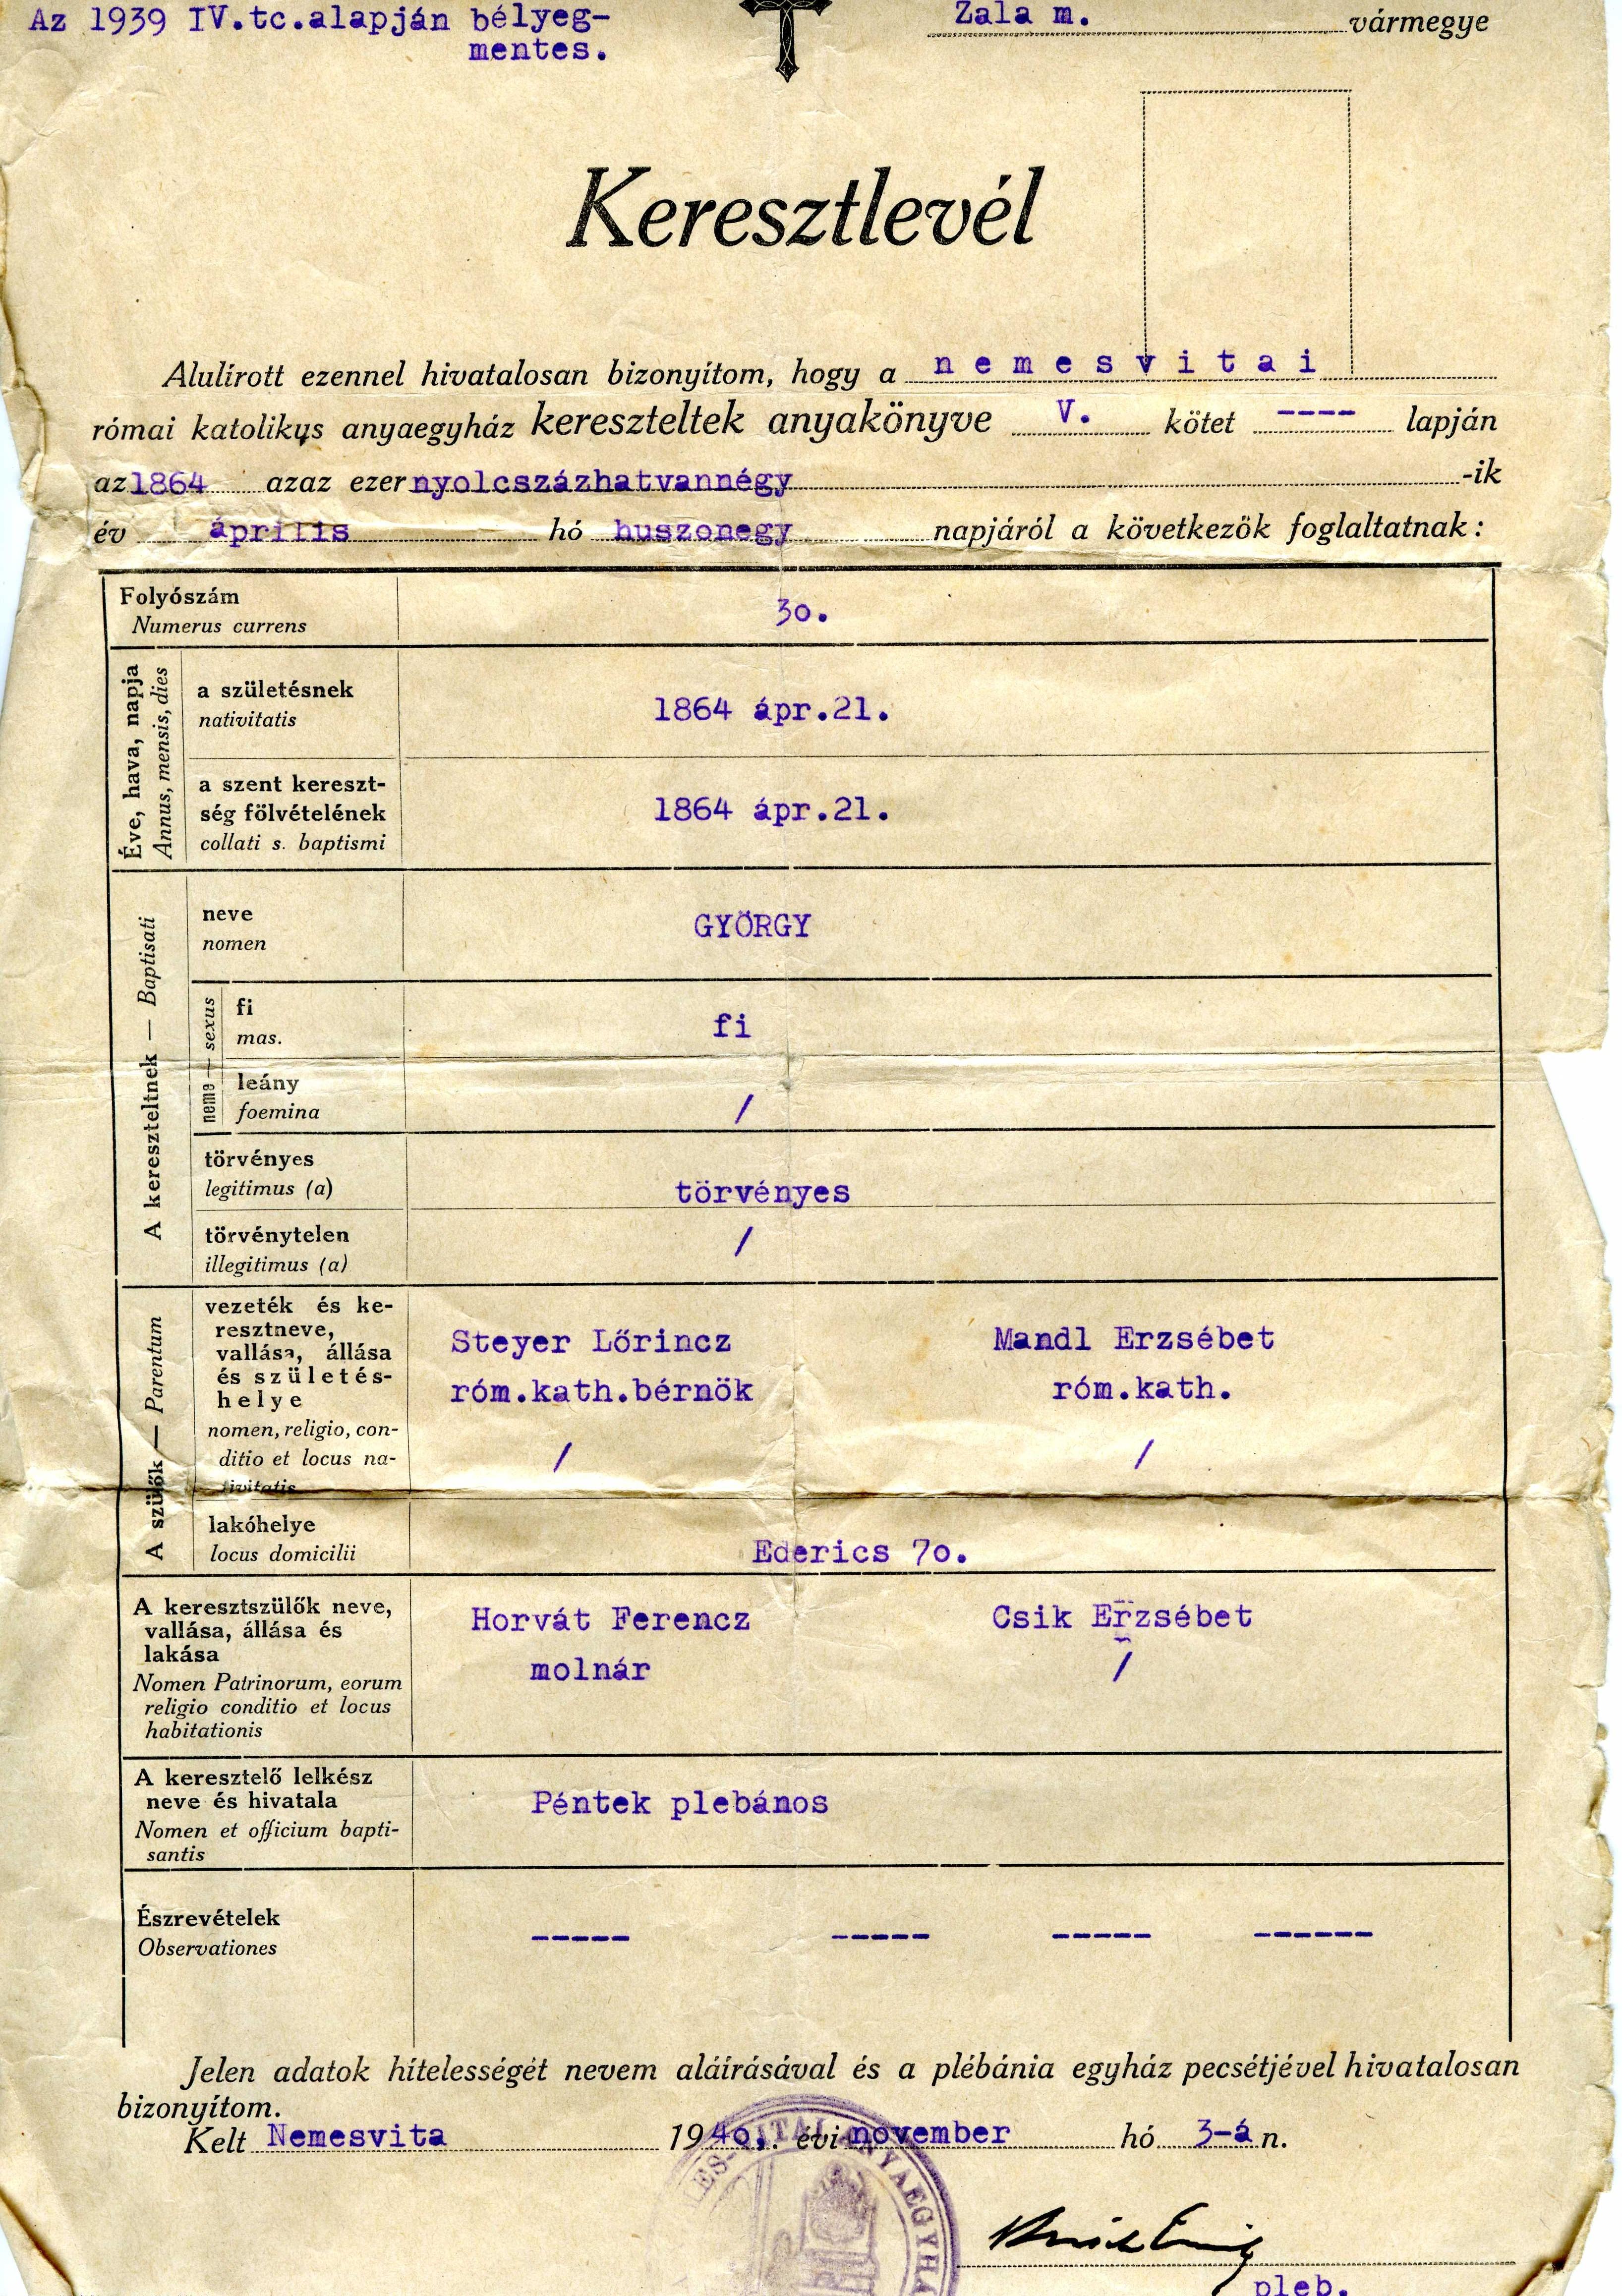 Az 1939 IV.tc.alapján bélyeg-
mentes.
Zala m. vármegye
Keresztlevél
Alulírott ezennel hivatalosan bizonyítom, hogy a nemesvitai
római katolikus anyaegyház kereszteltek anyakönyve V. kötet ---- lapján
az 1864 azaz ezer nyolcszázhatvannégy -ik
év április hó huszonegy napjáról a következők foglaltatnak:
Folyószám
Numerus currens
30.
Éve, hava, napja
Annus, mensis, dies
a születésnek
nativitatis
1864 ápr.21.
a szent kereszt-
ség fölvételének
collati s. baptismi
1864 ápr.21.
A kereszteltnek — Baptisati
neve
nomen
GYÖRGY
neme — sexus
fi
mas.
fi
leány
foemina
/
törvényes
legitimus (a)
törvényes
törvénytelen
illegitimus (a)
/
A szülők — Parentum
vezeték és ke-
resztneve,
vallása, állása
és születés-
helye
nomen, religio, con-
ditio et locus na-
tivitatis
Steyer Lőrincz Mandl Erzsébet
róm.kath.bérnök róm.kath.
/ /
lakóhelye
locus domicilii
Ederics 70.
A keresztszülők neve,
vallása, állása és
lakása
Nomen Patrinorum, eorum
religio conditio et locus
habitationis
Horvát Ferencz Csik Erzsébet
molnár /
A keresztelő lelkész
neve és hivatala
Nomen et officium bapti-
santis
Péntek plebános
Észrevételek
Observationes
----- ----- ----- ------
Jelen adatok hitelességét nevem aláírásával és a plébánia egyház pecsétjével hivatalosan
bizonyítom.
Kelt Nemesvita 1940,. évi november hó 3-á n.
pleb.